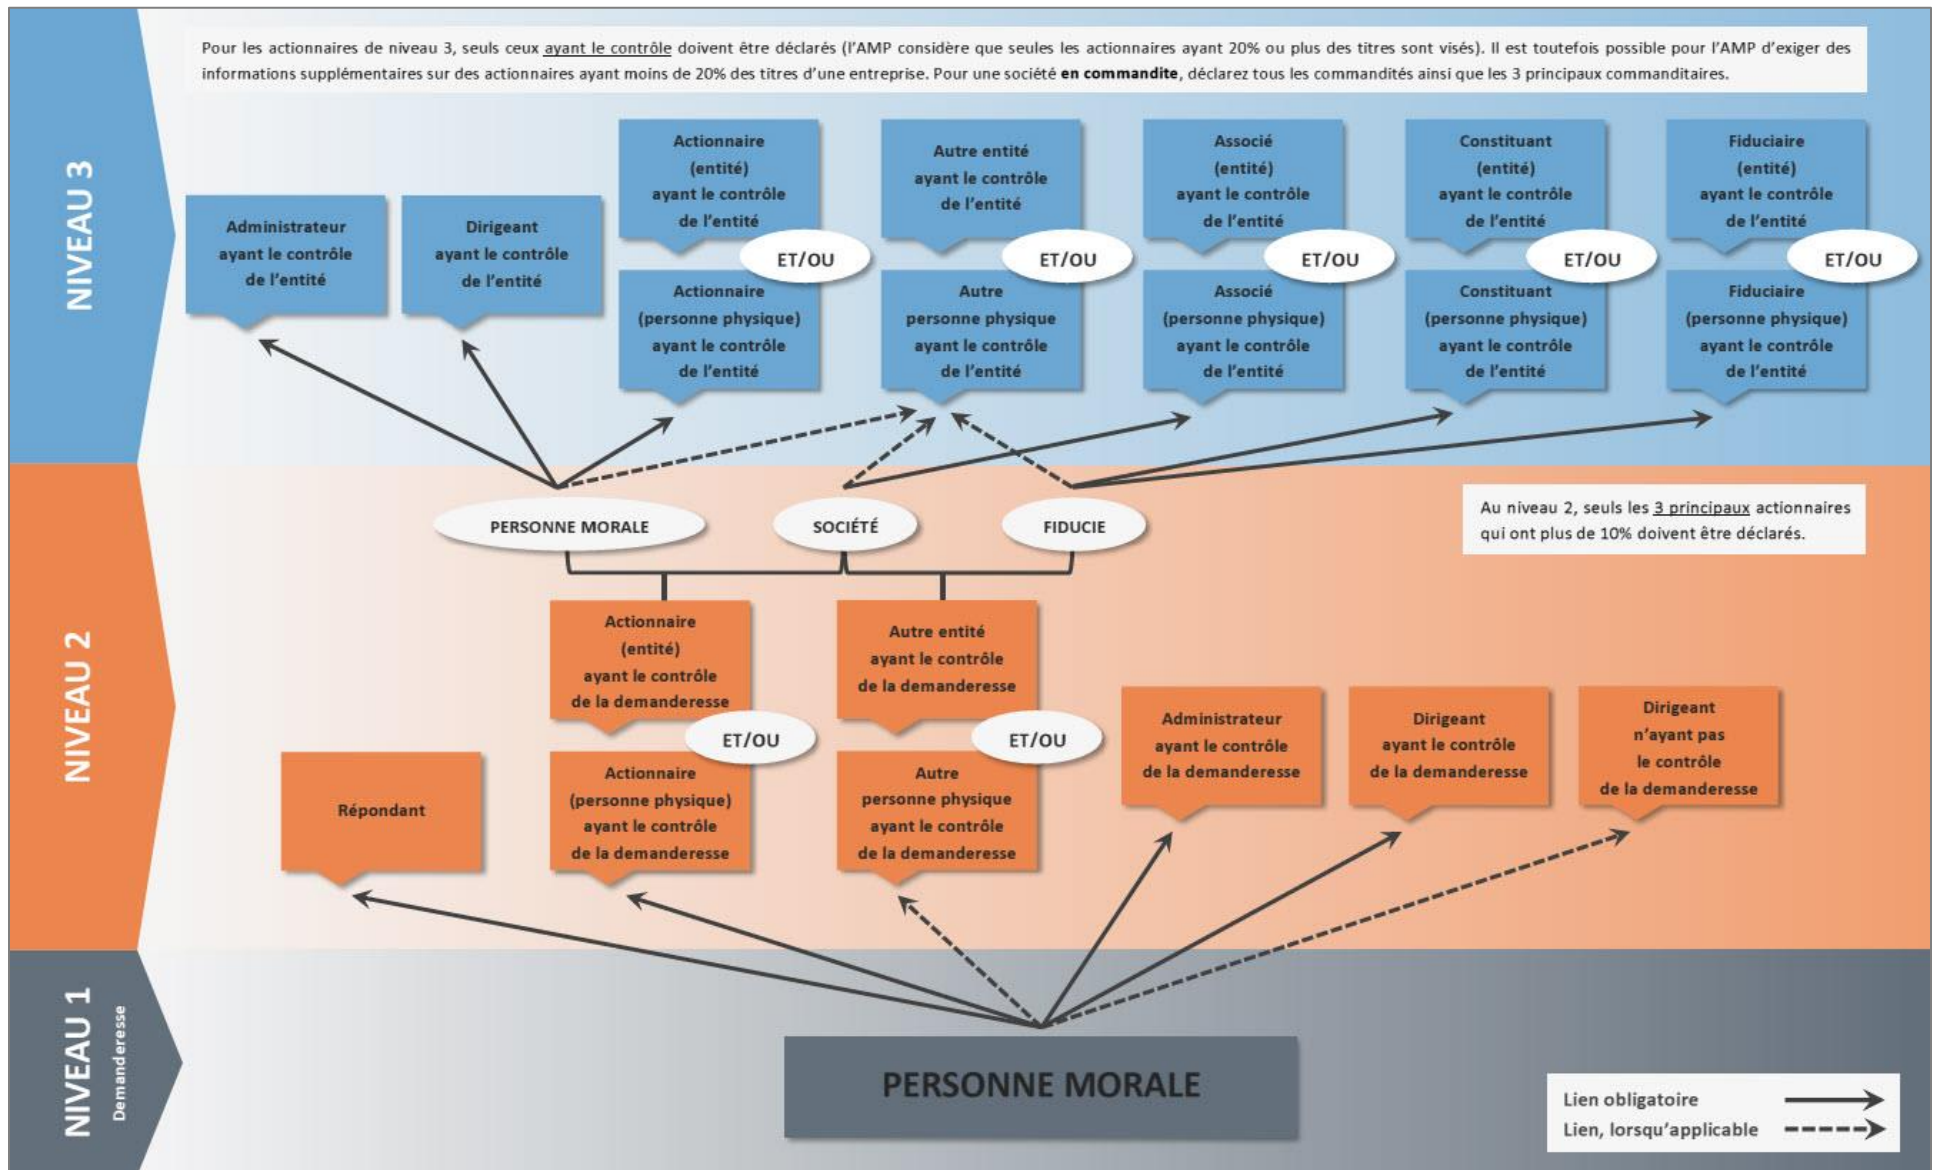 Pour les actionnaires de niveau 3, seuls ceux ayant le contrôle doivent être déclarés (l'AMP considère que seules les actionnaires ayant 20% ou plus des titres sont visés). Il est toutefois possible pour l'AMP d'exiger des
informations supplémentaires sur des actionnaires ayant moins de 20% des titres d'une entreprise. Pour une société en commandite, déclarez tous les commandités ainsi que les 3 principaux commanditaires.
NIVEAU 3
Administrateur
ayant le contrôle
de l'entité
Dirigeant
ayant le contrôle
de l'entité
Actionnaire
(entité)
ayant le contrôle
de l'entité
ET/OU
Actionnaire
(personne physique)
ayant le contrôle
de l'entité
Autre entité
ayant le contrôle
de l'entité
ET/OU
Autre
personne physique
ayant le contrôle
de l'entité
Associé
(entité)
ayant le contrôle
de l'entité
ET/OU
Associé
(personne physique)
ayant le contrôle
de l'entité
Constituant
(entité)
ayant le contrôle
de l'entité
ET/OU
Constituant
(personne physique)
ayant le contrôle
de l'entité
Fiduciaire
(entité)
ayant le contrôle
de l'entité
ET/OU
Fiduciaire
(personne physique)
ayant le contrôle
de l'entité
NIVEAU 2
PERSONNE MORALE
SOCIÉTÉ
FIDUCIE
Au niveau 2, seuls les 3 principaux actionnaires
qui ont plus de 10% doivent être déclarés.
Répondant
Actionnaire
(entité)
ayant le contrôle
de la demanderesse
ET/OU
Actionnaire
(personne physique)
ayant le contrôle
de la demanderesse
Autre entité
ayant le contrôle
de la demanderesse
ET/OU
Autre
personne physique
ayant le contrôle
de la demanderesse
Administrateur
ayant le contrôle
de la demanderesse
Dirigeant
ayant le contrôle
de la demanderesse
Dirigeant
n'ayant pas
le contrôle
de la demanderesse
NIVEAU 1
Demanderesse
PERSONNE MORALE
Lien obligatoire
Lien, lorsqu'applicable